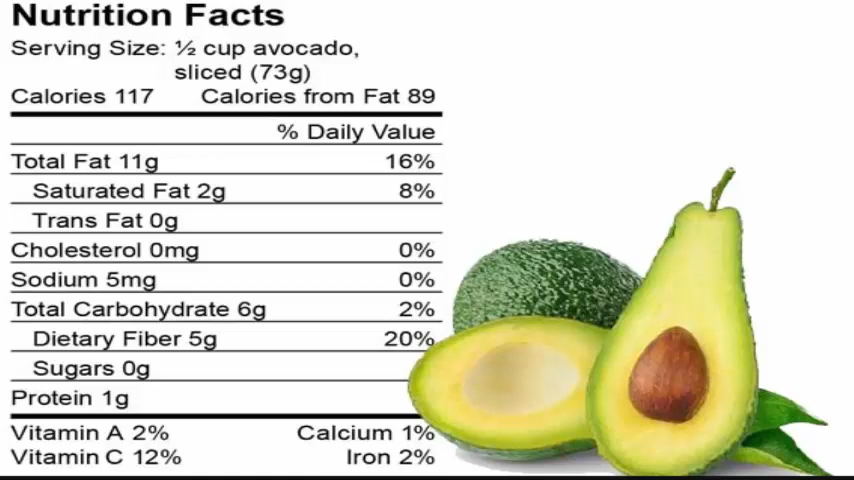 Nutrition Facts
Serving Size: ½ cup avocado,
sliced (73g)
Calories 117 Calories from Fat 89
% Daily Value
Total Fat 11g 16%
Saturated Fat 2g 8%
Trans Fat 0g
Cholesterol 0mg 0%
Sodium 5mg 0%
Total Carbohydrate 6g 2%
Dietary Fiber 5g 20%
Sugars 0g
Protein 1g
Vitamin A 2% Calcium 1%
Vitamin C 12% Iron 2%